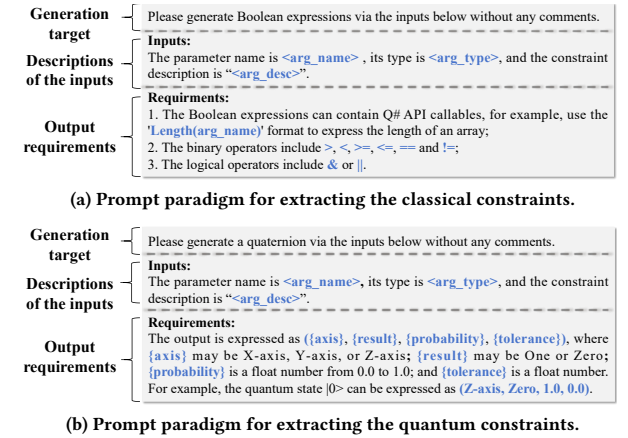 Generation
target
Please generate Boolean expressions via the inputs below without any comments.
Descriptions
of the inputs
Inputs:
The parameter name is <arg_name> , its type is <arg_type>, and the constraint
description is “<arg_desc>”.
Output
requirements
Requirments:
1. The Boolean expressions can contain Q# API callables, for example, use the
'Length(arg_name)' format to express the length of an array;
2. The binary operators include >, <, >=, <=, == and !=;
3. The logical operators include & or ||.
(a) Prompt paradigm for extracting the classical constraints.
Generation
target
Please generate a quaternion via the inputs below without any comments.
Descriptions
of the inputs
Inputs:
The parameter name is <arg_name>, its type is <arg_type>, and the constraint
description is “<arg_desc>”.
Output
requirements
Requirements:
The output is expressed as ({axis}, {result}, {probability}, {tolerance}), where
{axis} may be X-axis, Y-axis, or Z-axis; {result} may be One or Zero;
{probability} is a float number from 0.0 to 1.0; and {tolerance} is a float number.
For example, the quantum state |0> can be expressed as (Z-axis, Zero, 1.0, 0.0).
(b) Prompt paradigm for extracting the quantum constraints.